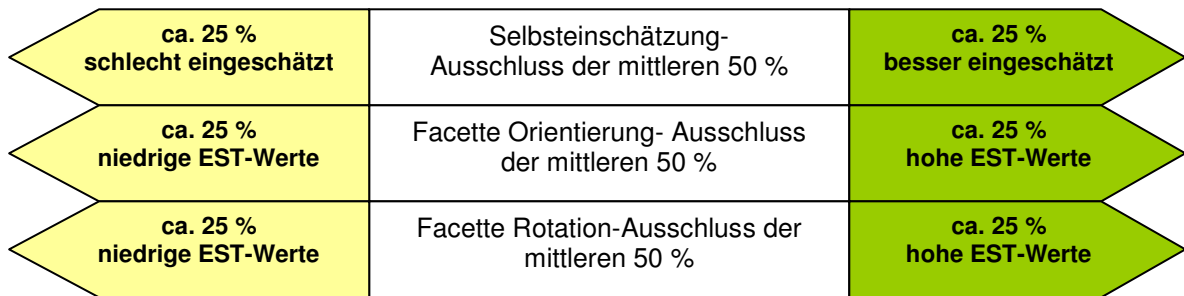 ca. 25 %
schlecht eingeschätzt
Selbsteinschätzung-
Ausschluss der mittleren 50 %
ca. 25 %
besser eingeschätzt
ca. 25 %
niedrige EST-Werte
Facette Orientierung- Ausschluss
der mittleren 50 %
ca. 25 %
hohe EST-Werte
ca. 25 %
niedrige EST-Werte
Facette Rotation-Ausschluss der
mittleren 50 %
ca. 25 %
hohe EST-Werte